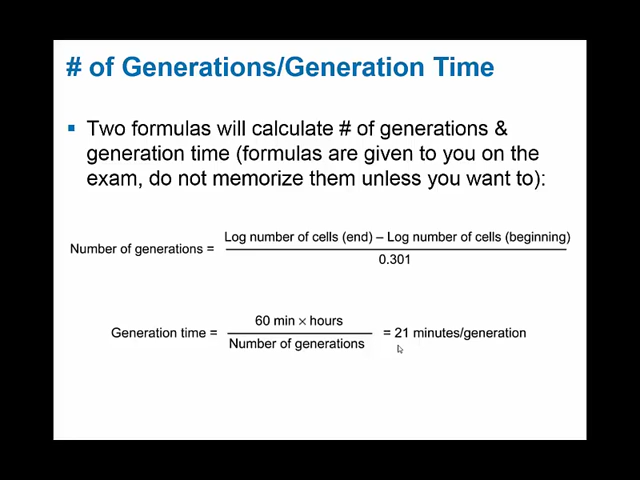 # of Generations/Generation Time
▪ Two formulas will calculate # of generations &
generation time (formulas are given to you on the
exam, do not memorize them unless you want to):
Log number of cells (end) – Log number of cells (beginning)
Number of generations =
0.301
60 min × hours
Generation time = = 21 minutes/generation
Number of generations